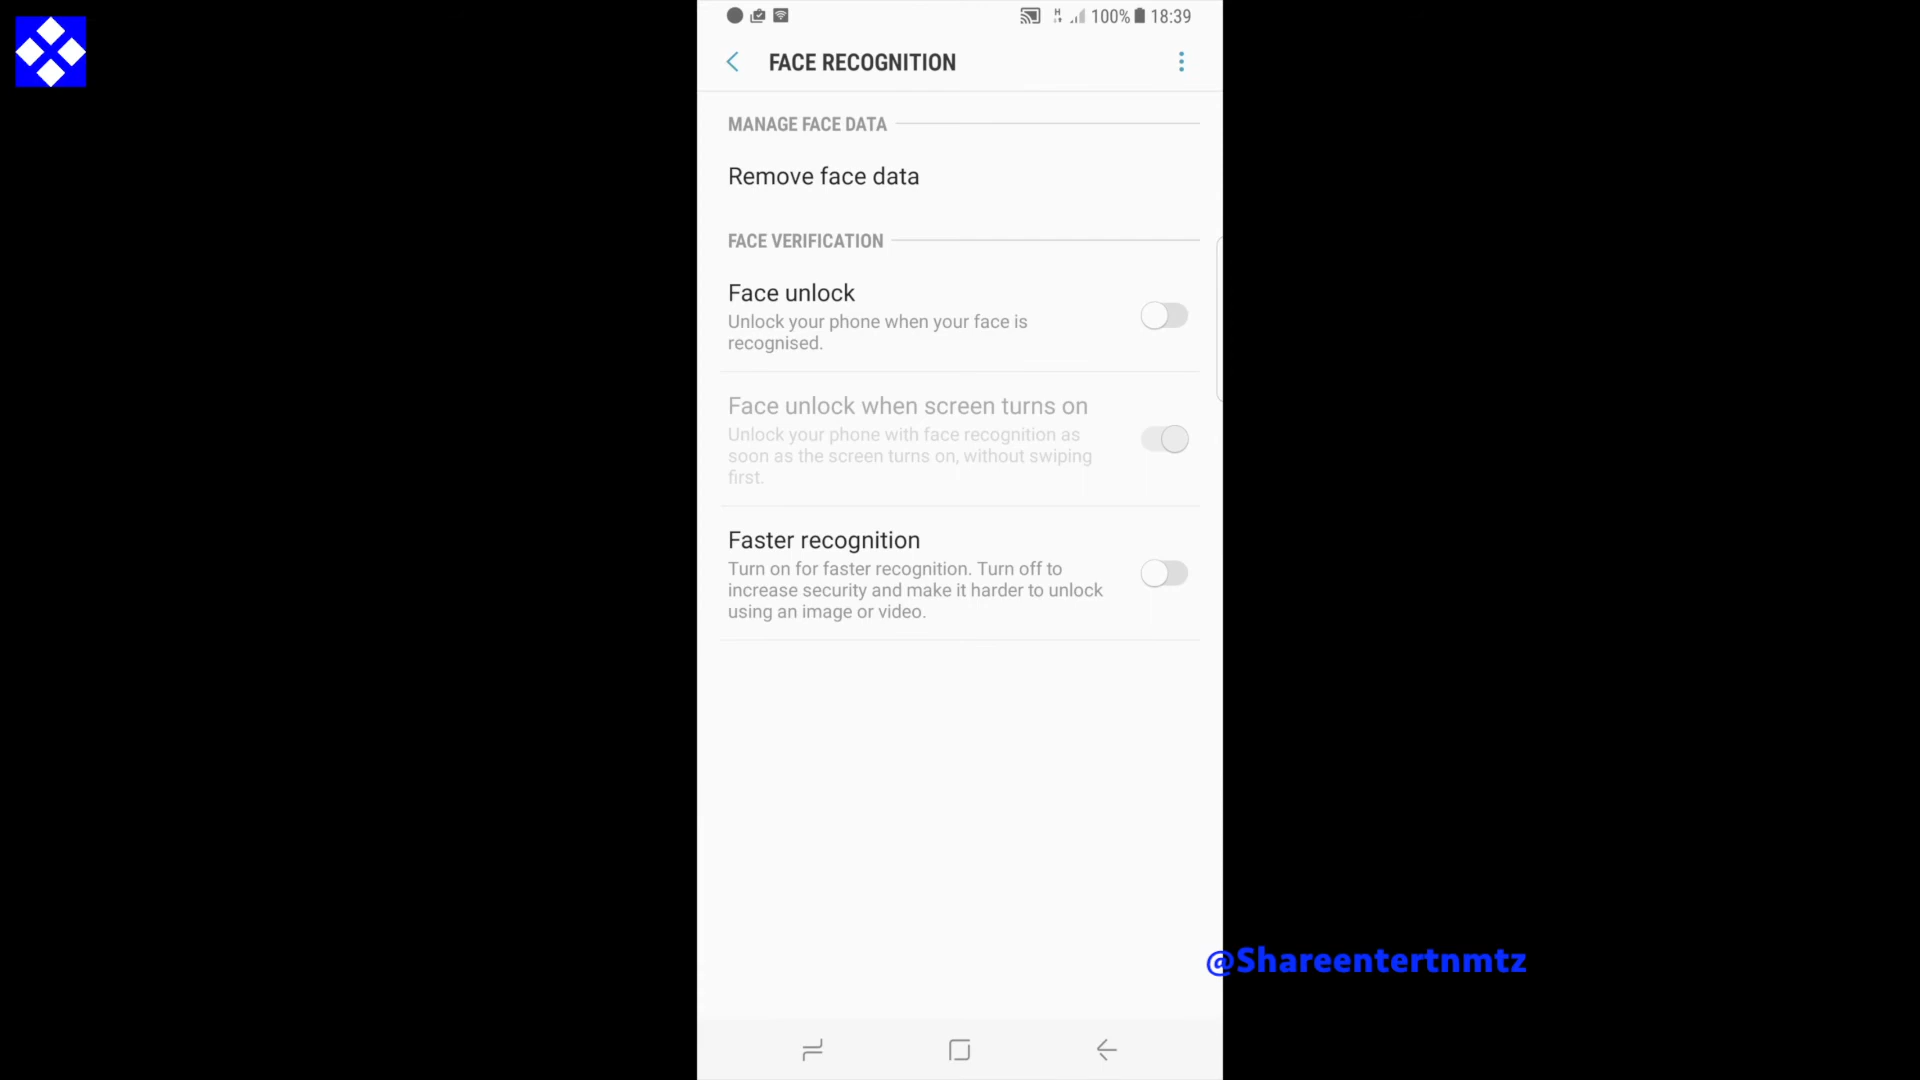 100% 18:39
FACE RECOGNITION
MANAGE FACE DATA
Remove face data
FACE VERIFICATION
Face unlock
Unlock your phone when your face is
recognised.
Face unlock when screen turns on
Unlock your phone with face recognition as
soon as the screen turns on, without swiping
first.
Faster recognition
Turn on for faster recognition. Turn off to
increase security and make it harder to unlock
using an image or video.
@Shareentertnmtz